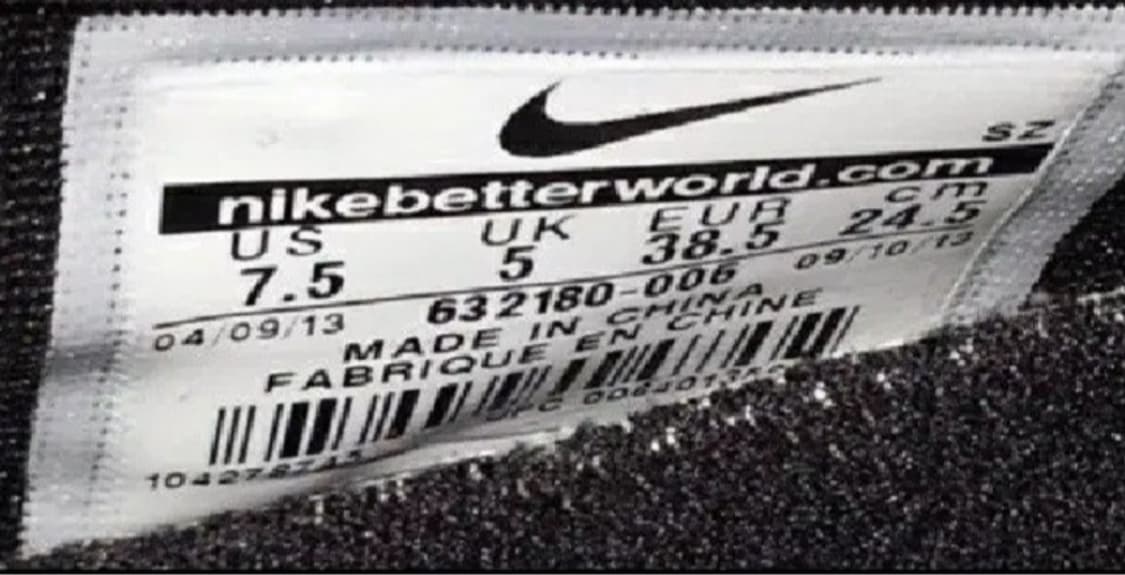 SZ
nikebetterworld.com
US UK EUR cm
7.5 5 38.5 24.5
04/09/13 632180-006 09/10/13
MADE IN CHINA
FABRIQUE EN CHINE